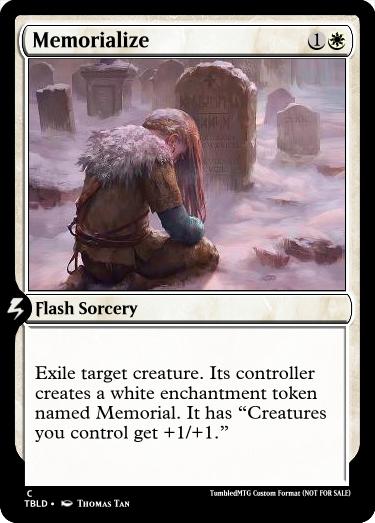 Memorialize 1
Flash Sorcery
Exile target creature. Its controller
creates a white enchantment token
named Memorial. It has “Creatures
you control get +1/+1.”
C
TBLD • Thomas Tan
TumbledMTG Custom Format (NOT FOR SALE)